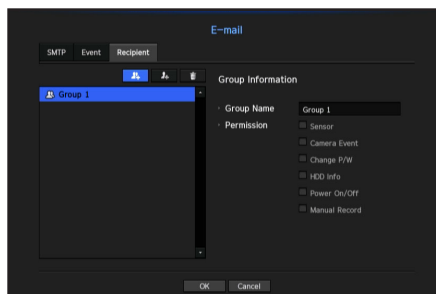 E-mail
SMTP Event Recipient
Group Information
Group 1
Group Name Group 1
Permission Sensor
Camera Event
Change P/W
HDD Info
Power On/Off
Manual Record
OK Cancel